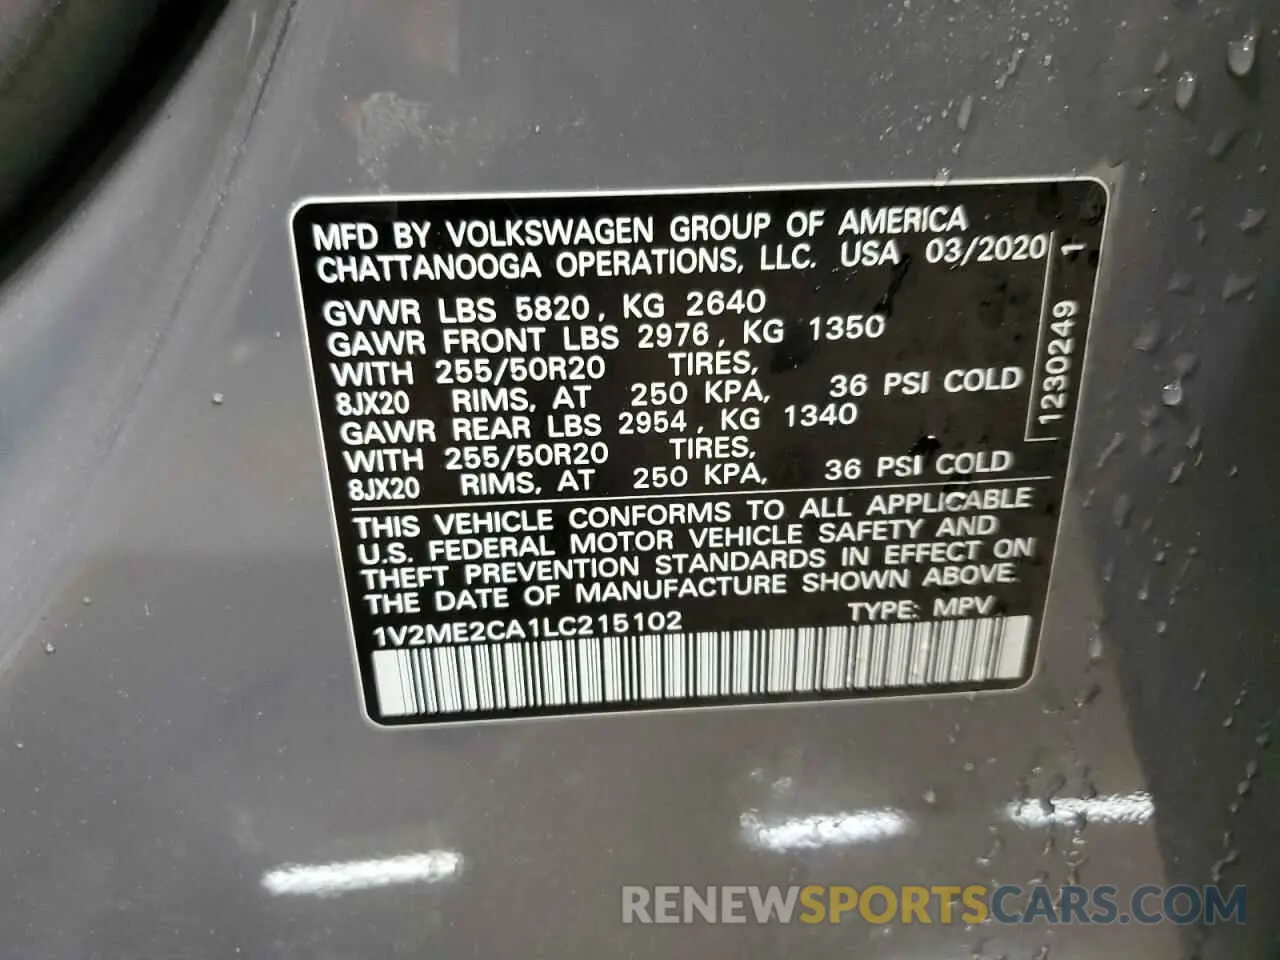 MFD BY VOLKSWAGEN GROUP OF AMERICA
CHATTANOOGA OPERATIONS, LLC. USA 03/2020
GVWR LBS 5820, KG 2640
GAWR FRONT LBS 2976, KG 1350
WITH 255/50R20 TIRES,
8JX20 RIMS, AT 250 KPA, 36 PSI COLD
GAWR REAR LBS 2954, KG 1340
WITH 255/50R20 TIRES,
8JX20 RIMS, AT 250 KPA, 36 PSI COLD
THIS VEHICLE CONFORMS TO ALL APPLICABLE
U.S. FEDERAL MOTOR VEHICLE SAFETY AND
THEFT PREVENTION STANDARDS IN EFFECT ON
THE DATE OF MANUFACTURE SHOWN ABOVE.
1V2ME2CA1LC215102 TYPE: MPV
1230249 1
RENEWSPORTSCARS.COM